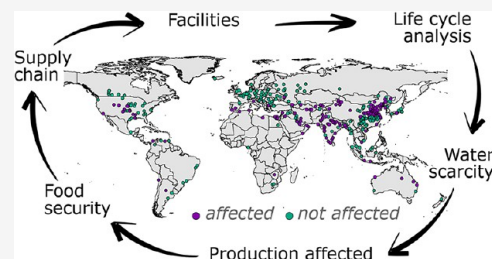 Facilities
Life cycle
analysis
Supply
chain
Water
scarcity
Food
security
affected
not affected
Production affected